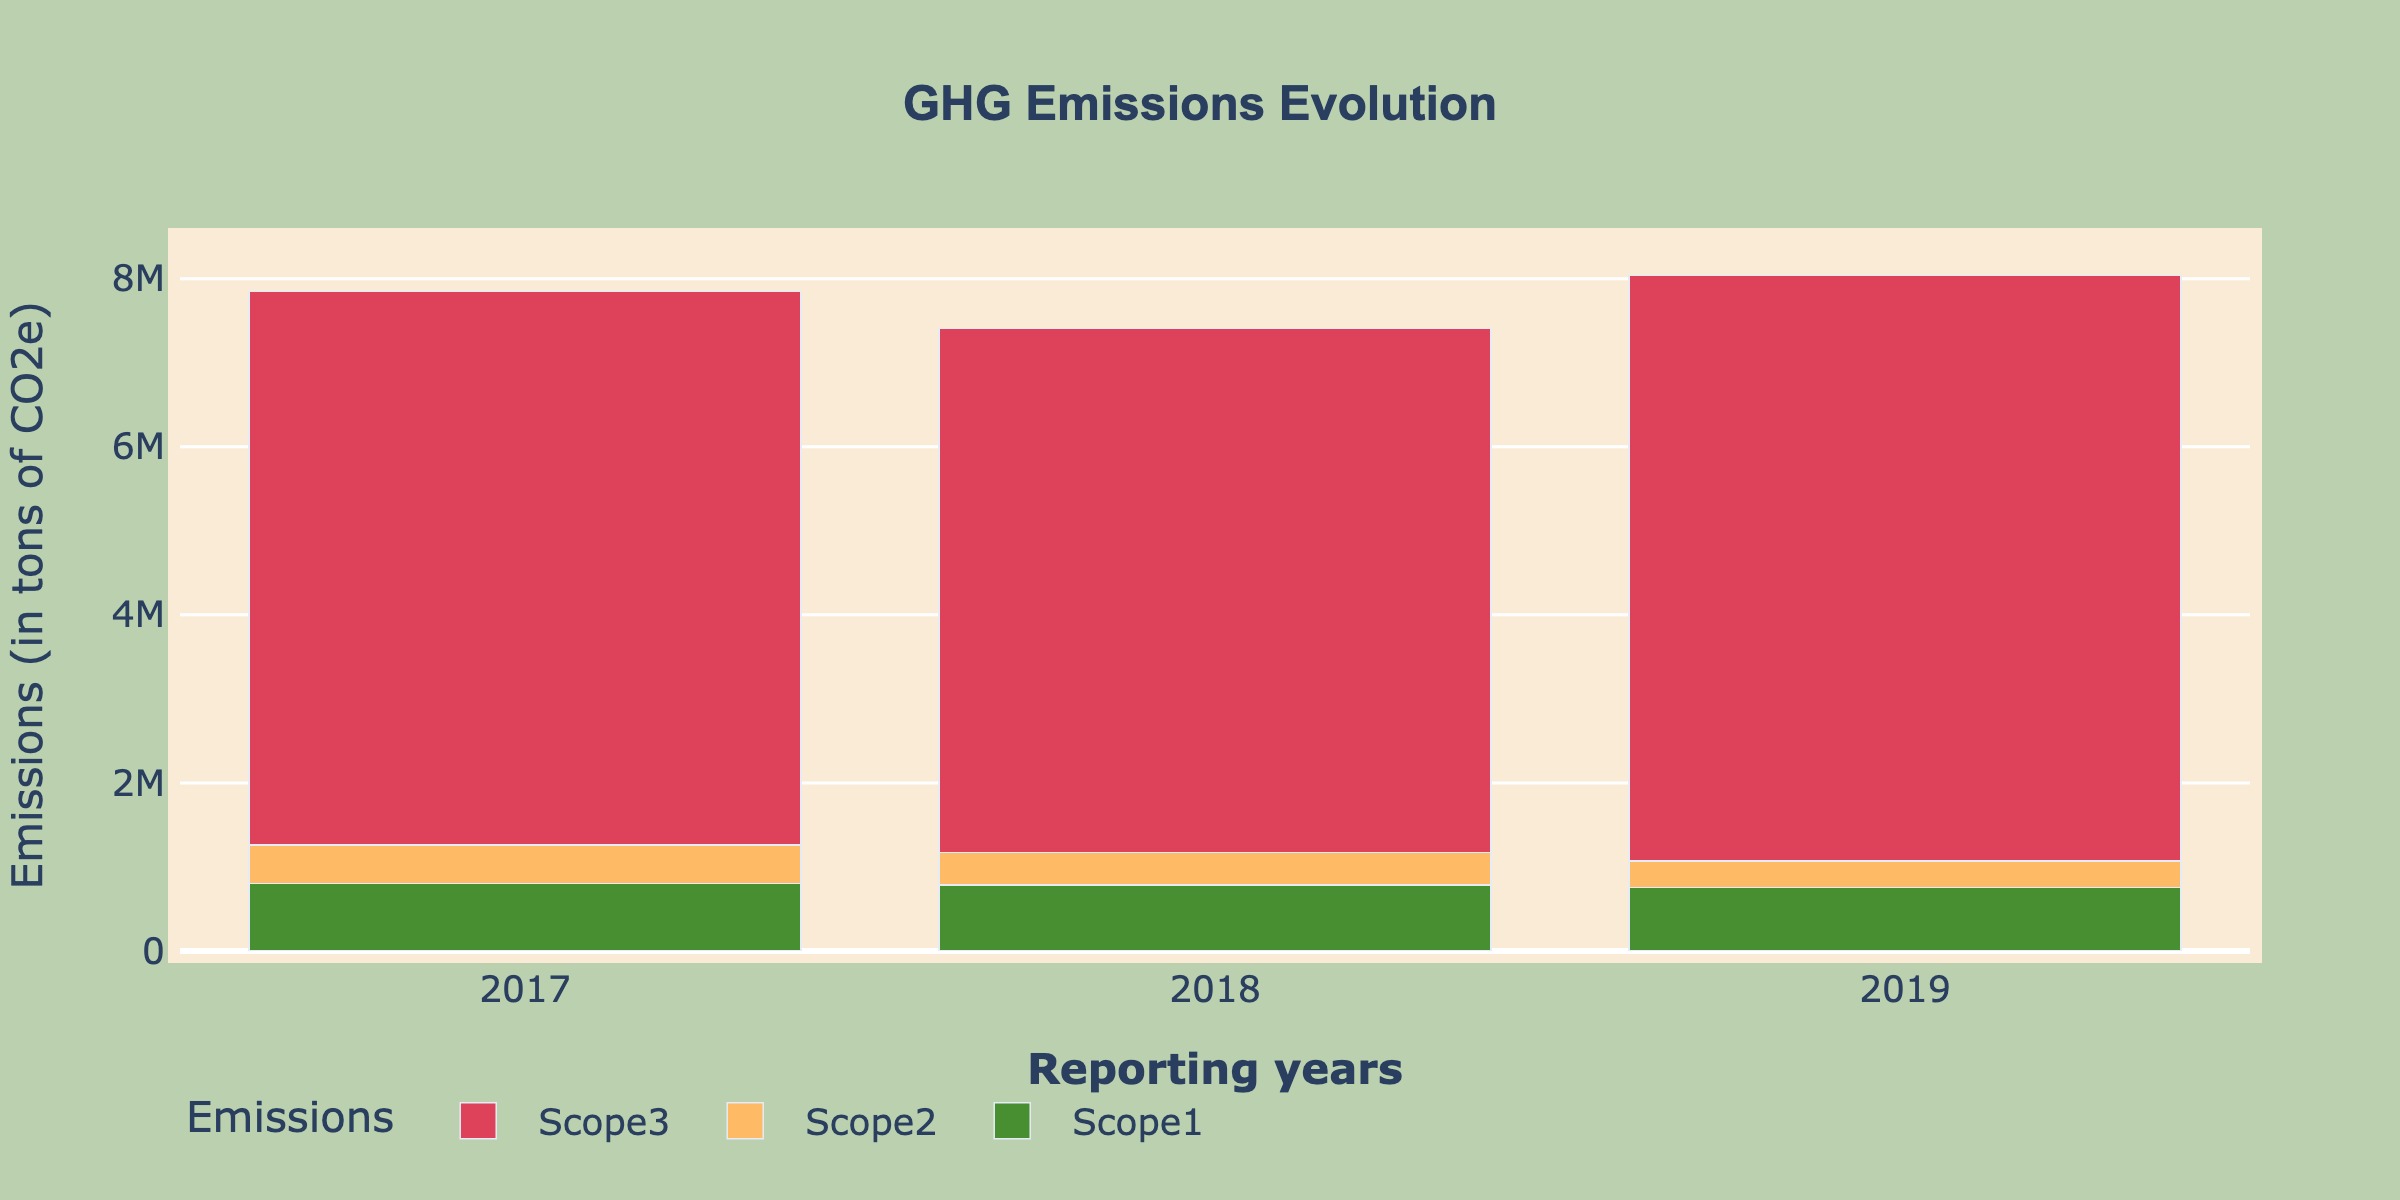 GHG Emissions Evolution
Emissions (in tons of CO2e)
8M
6M
4M
2M
0
2017
2018
2019
Reporting years
Emissions
Scope3
Scope2
Scope1